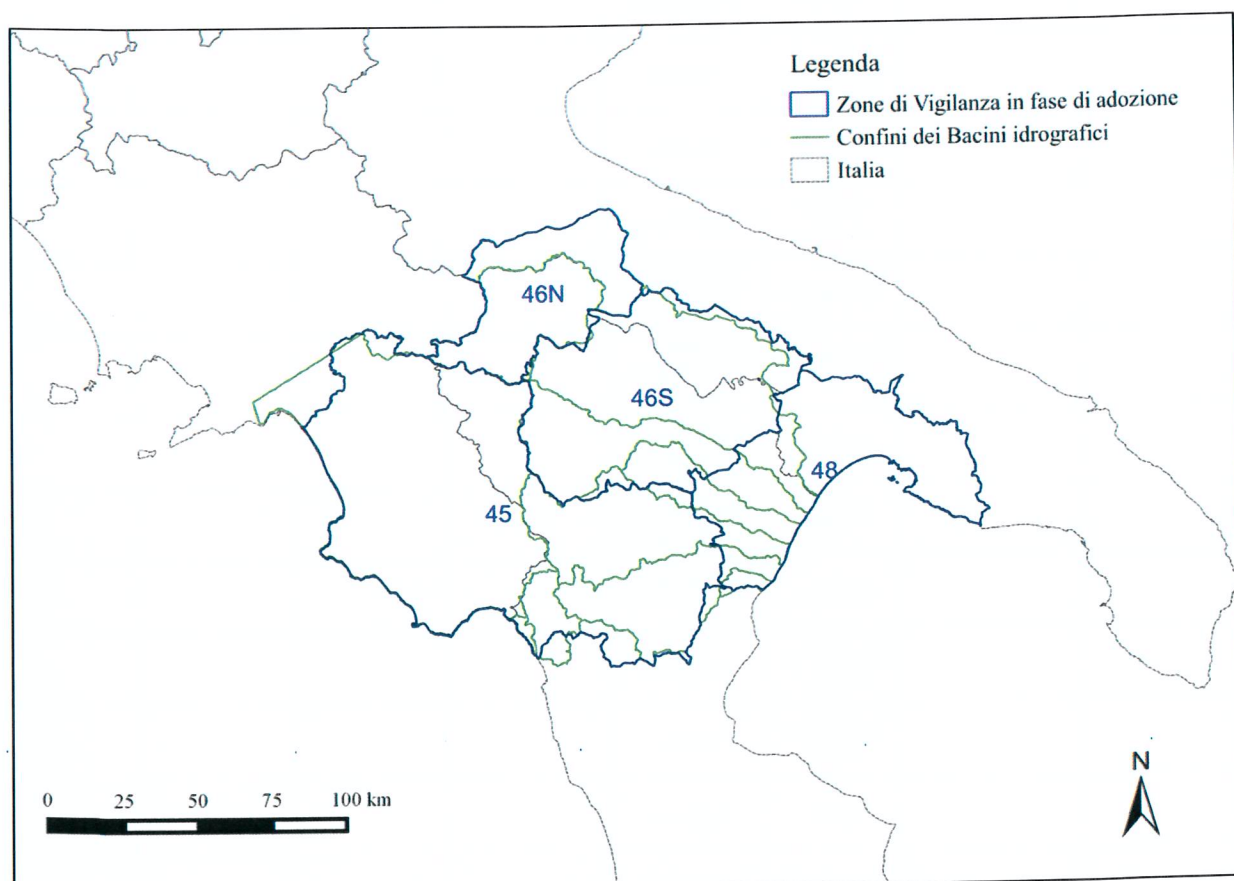 Legenda
Zone di Vigilanza in fase di adozione
Confini dei Bacini idrografici
Italia
46N
46S
48
45
N
0 25 50 75 100 km